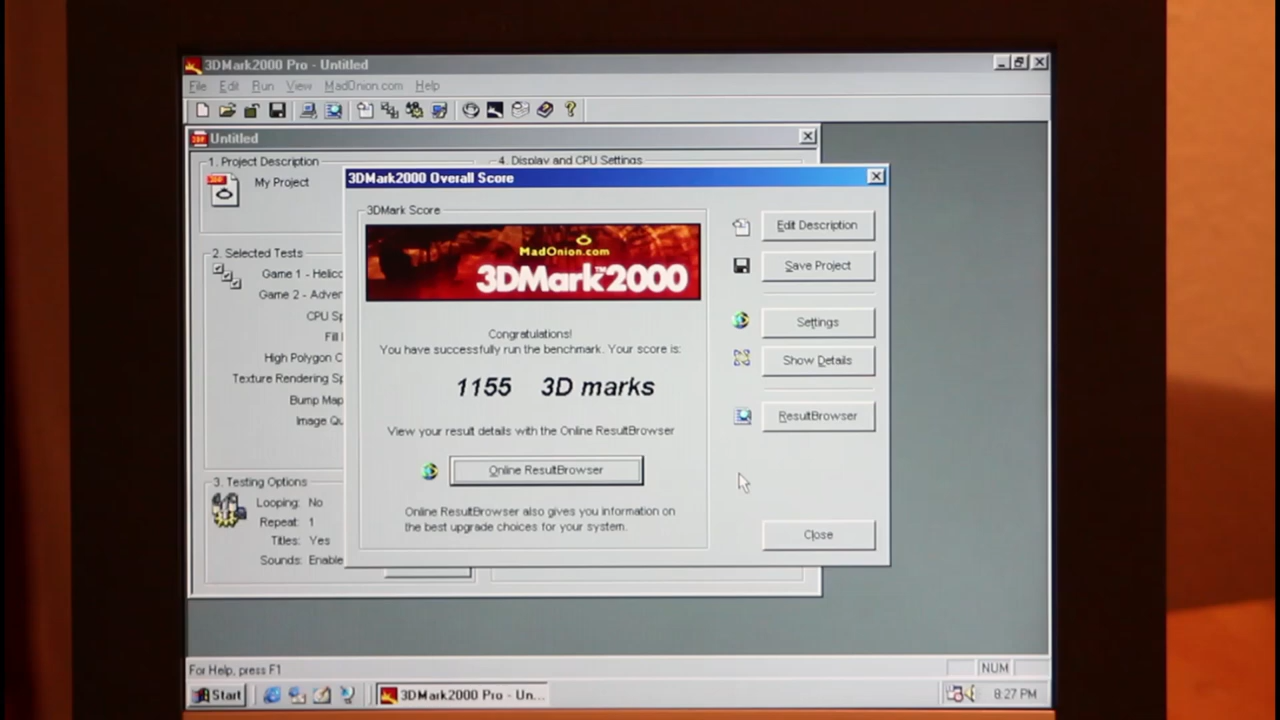 3DMark2000 Pro - Untitled
File Edit Run View MadOnion.com Help
Untitled
1. Project Description
My Project
4. Display and CPU Settings
2. Selected Tests
Game 1 - Helico
Game 2 - Adven
CPU Sp
Fill
High Polygon C
Texture Rendering Sp
Bump Map
Image Qu
3. Testing Options
Looping: No
Repeat: 1
Titles: Yes
Sounds: Enable
3DMark2000 Overall Score
3DMark Score
MadOnion.com
3DMark™2000
Congratulations!
You have successfully run the benchmark. Your score is:
1155 3D marks
View your result details with the Online ResultBrowser
Online ResultBrowser
Online ResultBrowser also gives you information on
the best upgrade choices for your system.
Edit Description
Save Project
Settings
Show Details
ResultBrowser
Close
For Help, press F1
NUM
Start
3DMark2000 Pro - Un...
8:27 PM